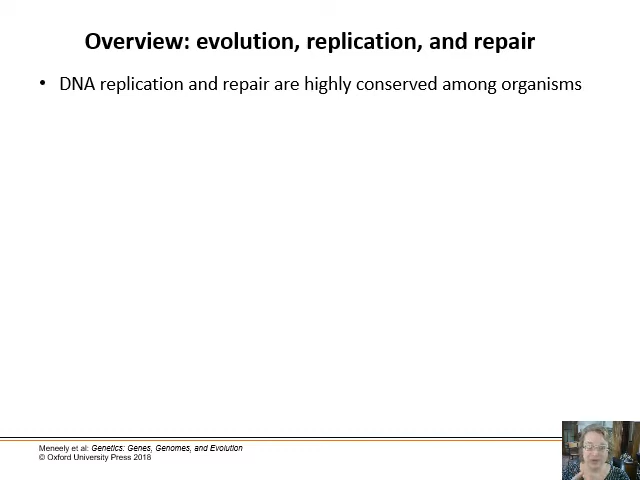 Overview: evolution, replication, and repair
• DNA replication and repair are highly conserved among organisms
Meneely et al: Genetics: Genes, Genomes, and Evolution
© Oxford University Press 2018